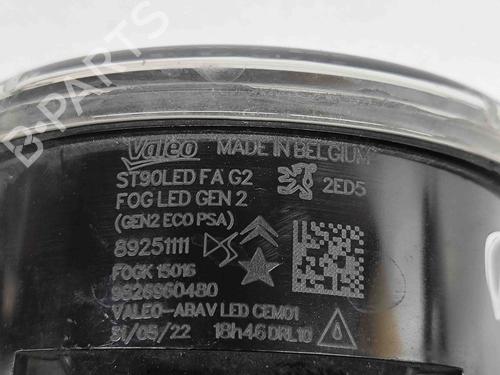 Valeo MADE IN BELGIUM
ST90LED FA G2 2ED5
FOG LED GEN 2
(GEN2 ECO PSA)
89251111
FOGK 15016
9826960480
VALEO-ABAV LED CEM01
31/05/22 18h46 DRL10
B-PARTS